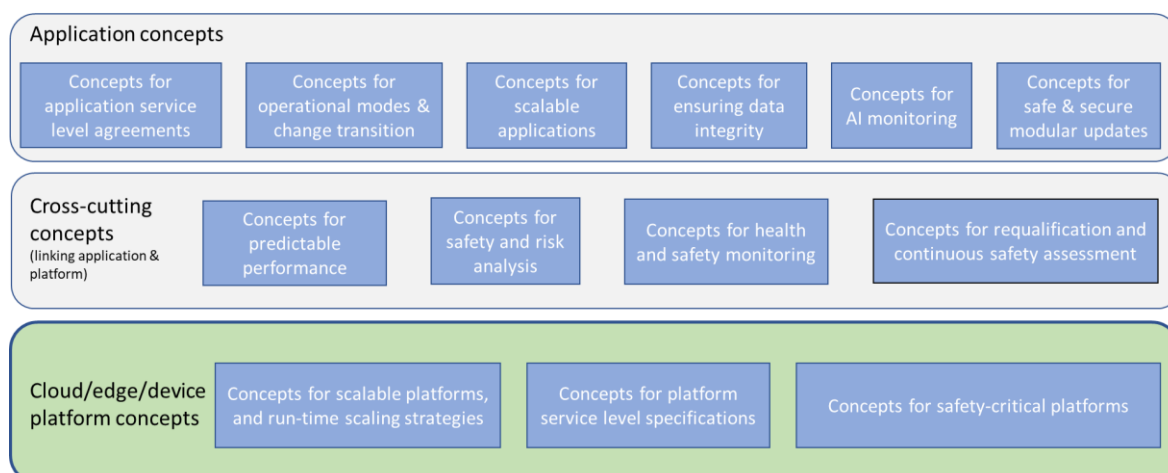 Application concepts
Concepts for
application service
level agreements
Concepts for
operational modes &
change transition
Concepts for
scalable
applications
Concepts for
ensuring data
integrity
Concepts for
AI monitoring
Concepts for
safe & secure
modular updates
Cross-cutting
concepts
(linking application &
platform)
Concepts for
predictable
performance
Concepts for
safety and risk
analysis
Concepts for health
and safety monitoring
Concepts for requalification and
continuous safety assessment
Cloud/edge/device
platform concepts
Concepts for scalable platforms,
and run-time scaling strategies
Concepts for platform
service level specifications
Concepts for safety-critical platforms